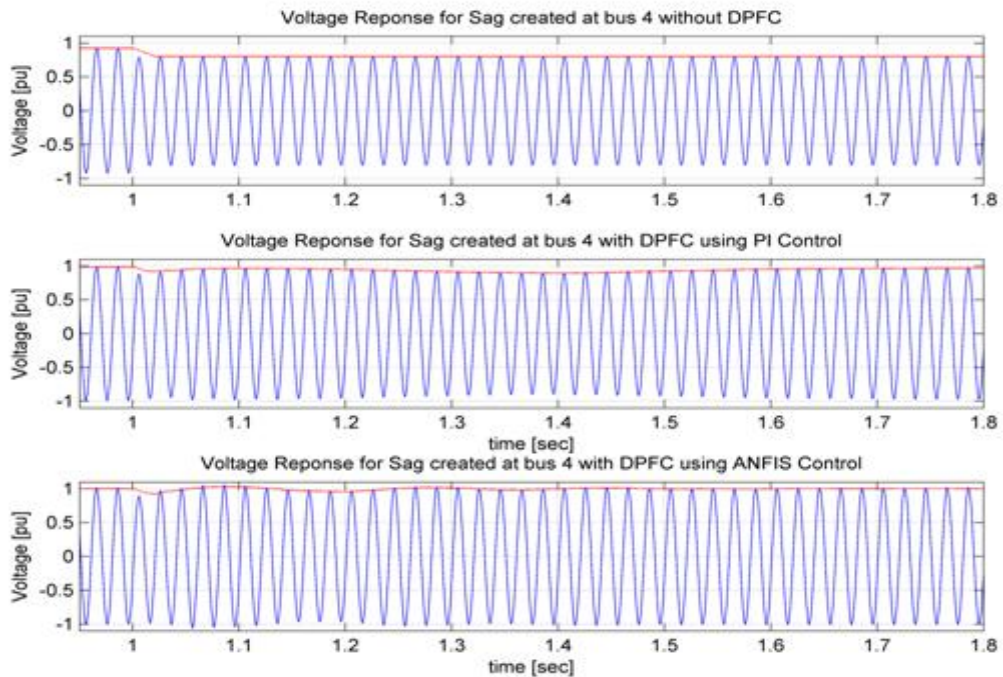 Voltage Reponse for Sag created at bus 4 without DPFC
Voltage [pu]
1
0.5
0
-0.5
-1
1 1.1 1.2 1.3 1.4 1.5 1.6 1.7 1.8
Voltage Reponse for Sag created at bus 4 with DPFC using PI Control
Voltage [pu]
1
0.5
0
-0.5
-1
1 1.1 1.2 1.3 1.4 1.5 1.6 1.7 1.8
time [sec]
Voltage Reponse for Sag created at bus 4 with DPFC using ANFIS Control
Voltage [pu]
1
0.5
0
-0.5
-1
1 1.1 1.2 1.3 1.4 1.5 1.6 1.7 1.8
time [sec]